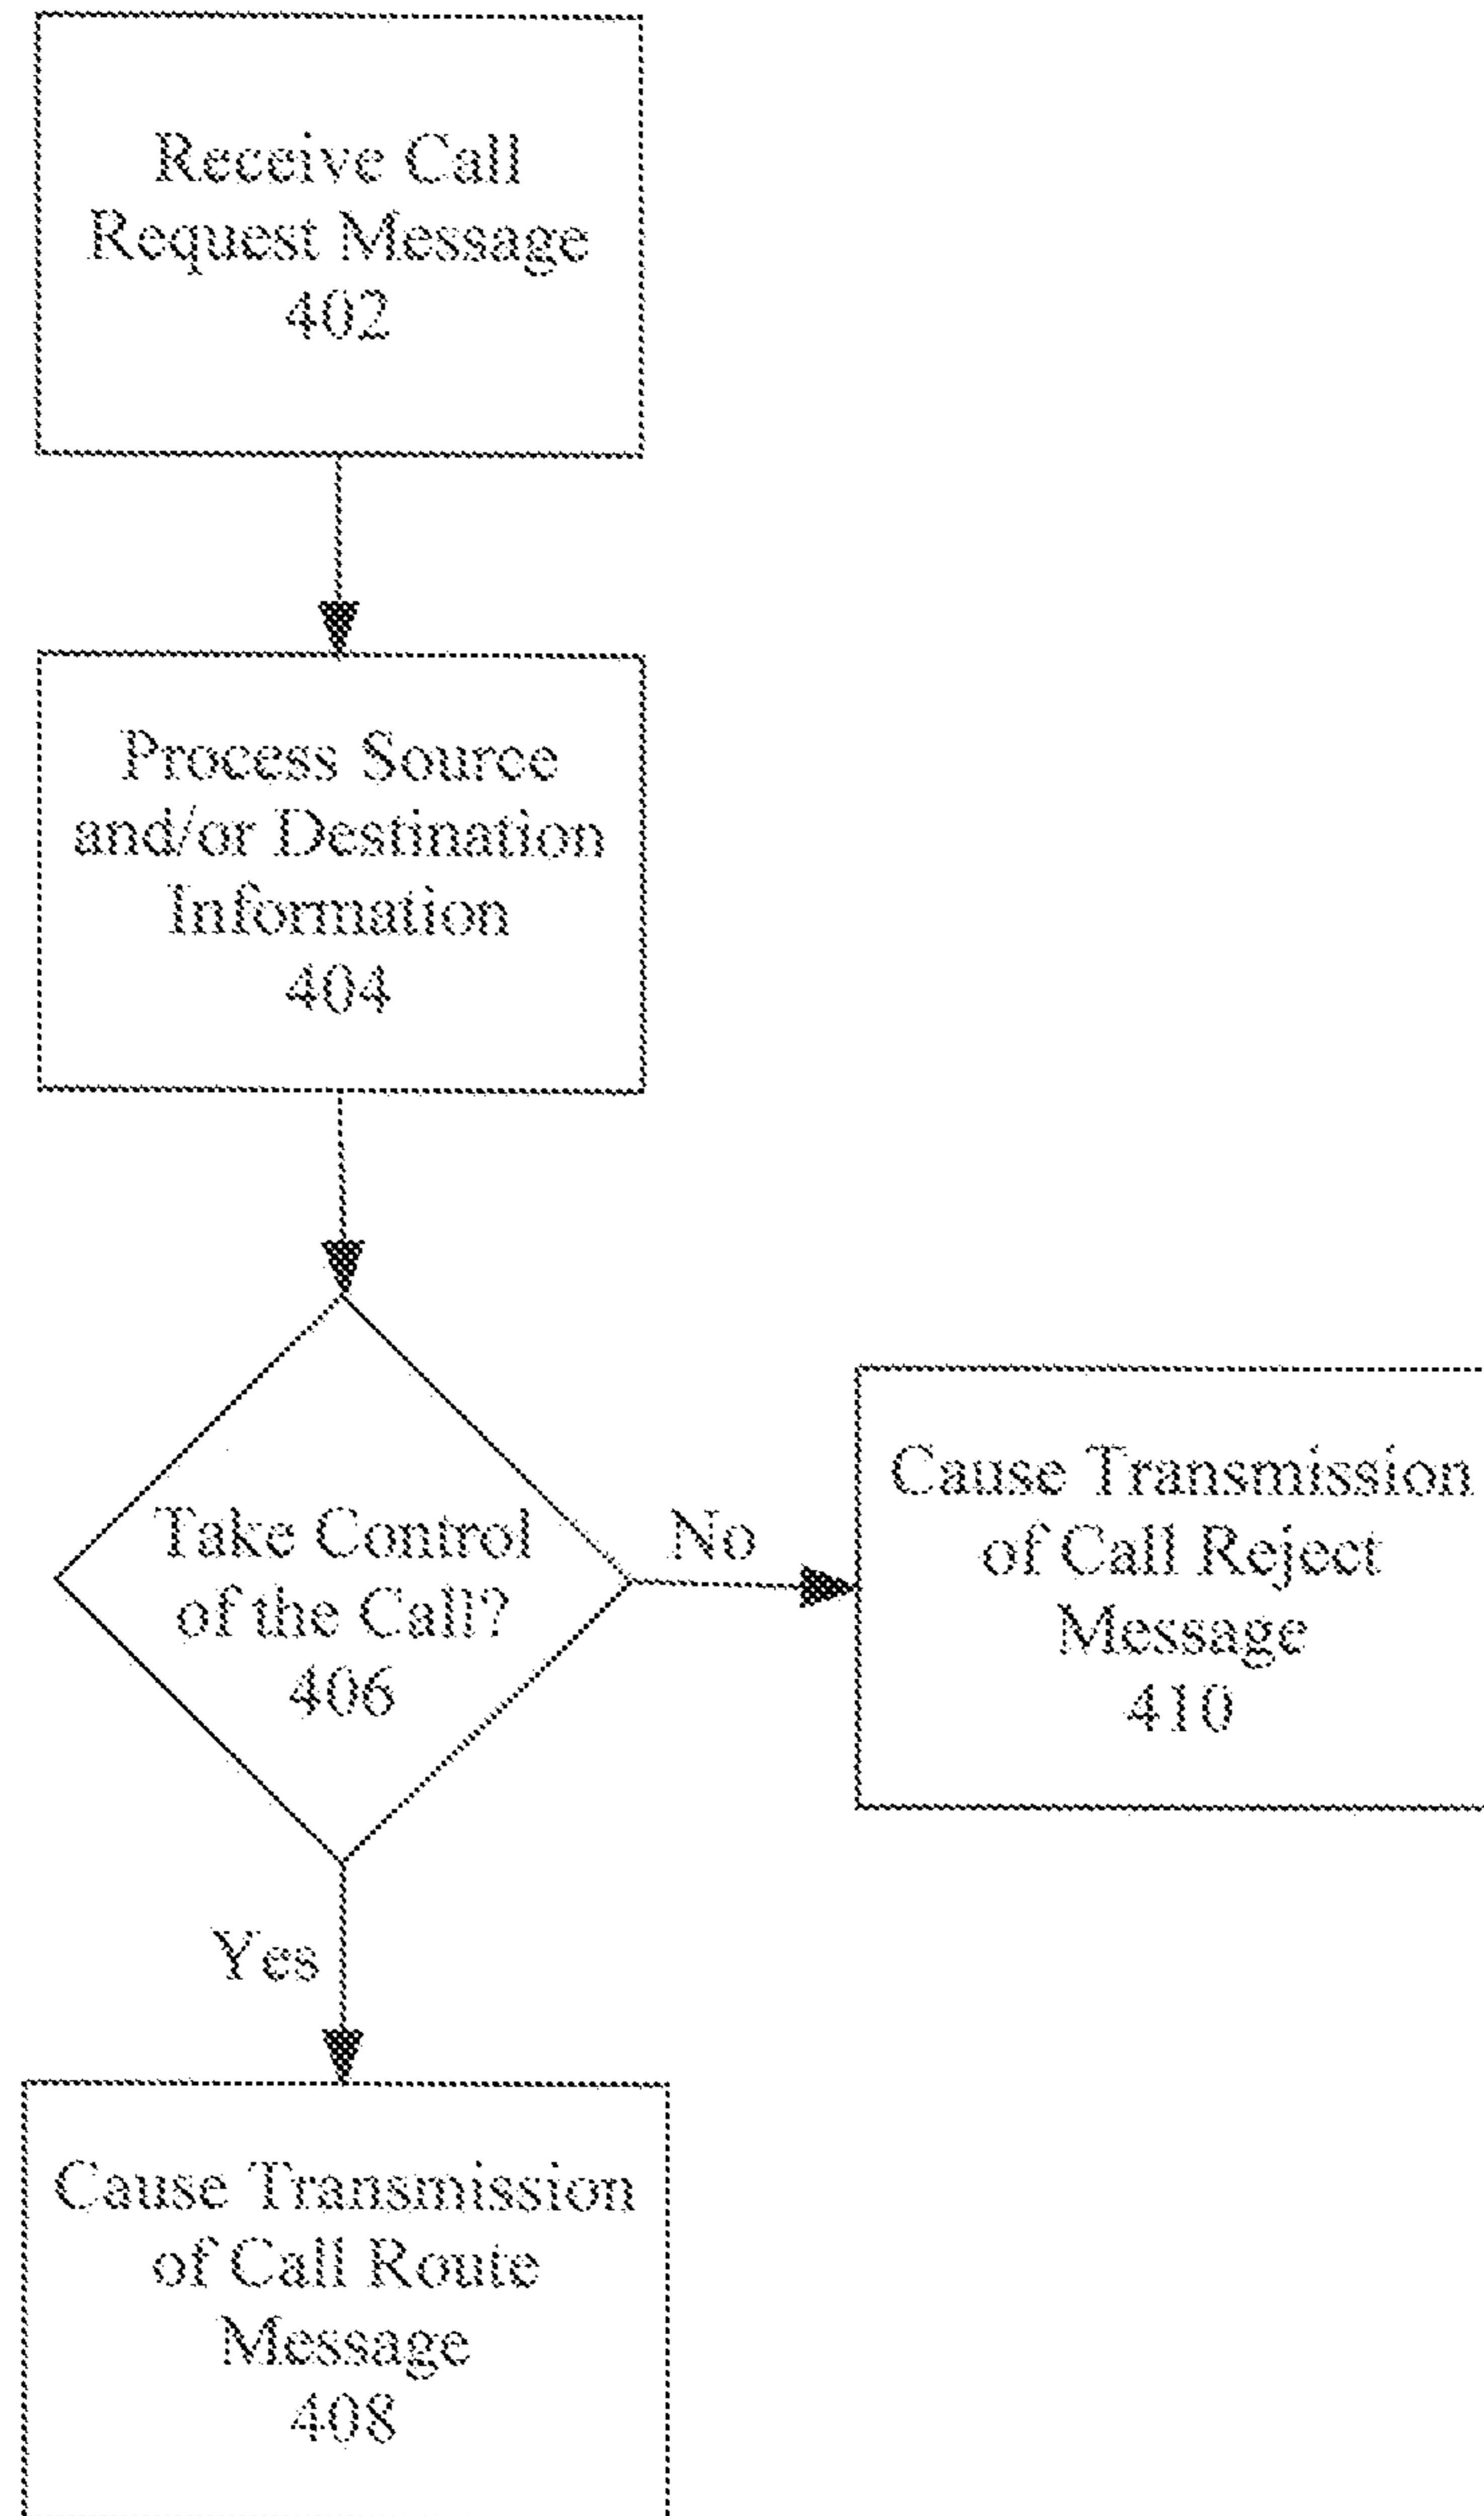 Receive Call
Request Message
402
Process Source
and/or Destination
Information
404
Take Control
of the Call?
406
No
Cause Transmission
of Call Reject
Message
410
Yes
Cause Transmission
of Call Route
Message
408